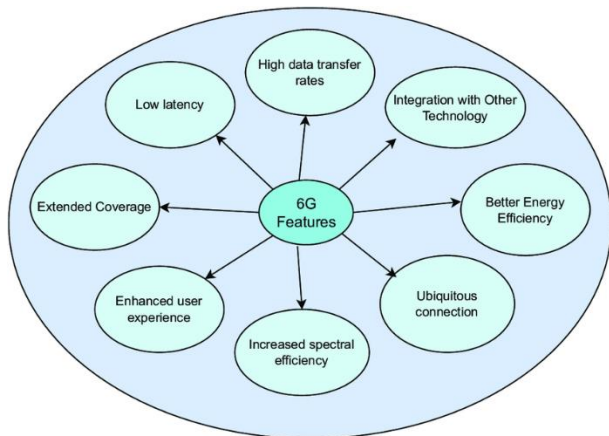 High data transfer
rates
Low latency
Integration with Other
Technology
6G
Features
Extended Coverage
Better Energy
Efficiency
Enhanced user
experience
Ubiquitous
connection
Increased spectral
efficiency